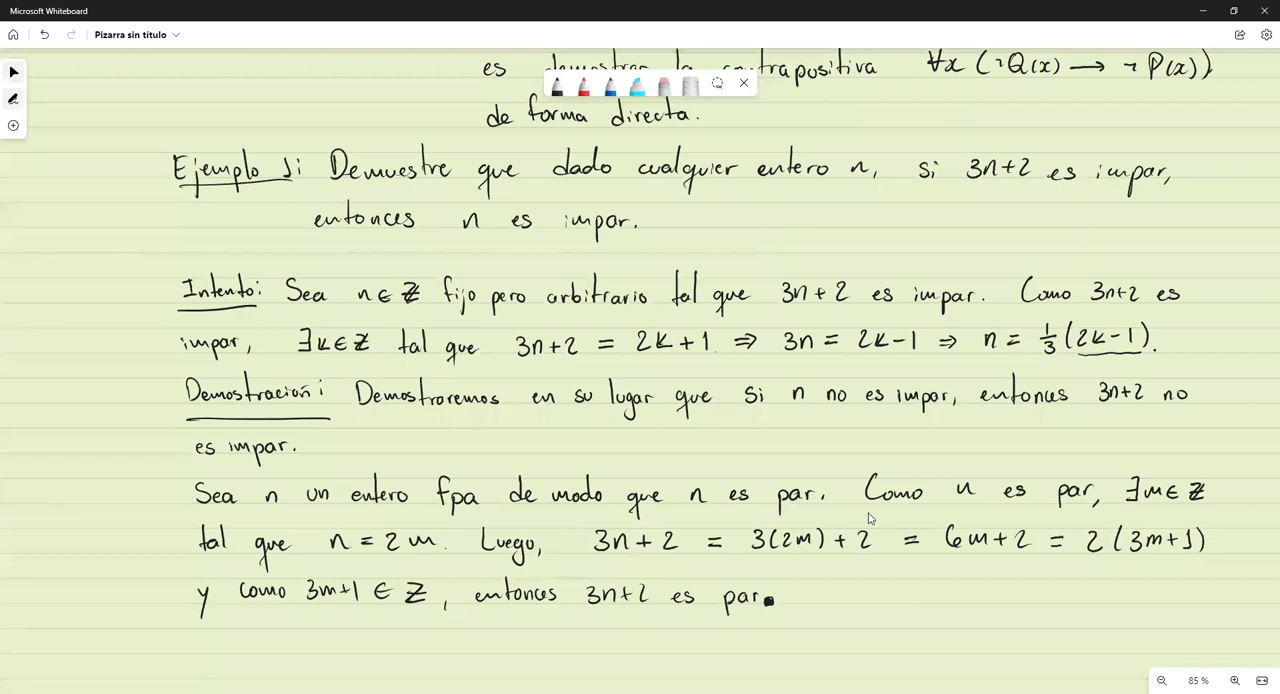 Microsoft Whiteboard
Pizarra sin título
es demostrar la contrapositiva ∀x (¬Q(x) → ¬P(x))
de forma directa.
Ejemplo 1: Demuestre que dado cualquier entero n, si 3n+2 es impar,
entonces n es impar.
Intento: Sea n∈ℤ fijo pero arbitrario tal que 3n+2 es impar. Como 3n+2 es
impar, ∃k∈ℤ tal que 3n+2 = 2k+1 ⇒ 3n = 2k-1 ⇒ n = 1/3 (2k-1).
Demostración: Demostraremos en su lugar que si n no es impar, entonces 3n+2 no
es impar.
Sea n un entero fpa de modo que n es par. Como n es par, ∃m∈ℤ
tal que n = 2m. Luego, 3n+2 = 3(2m)+2 = 6m+2 = 2(3m+1)
y como 3m+1 ∈ ℤ, entonces 3n+2 es par.
85 %